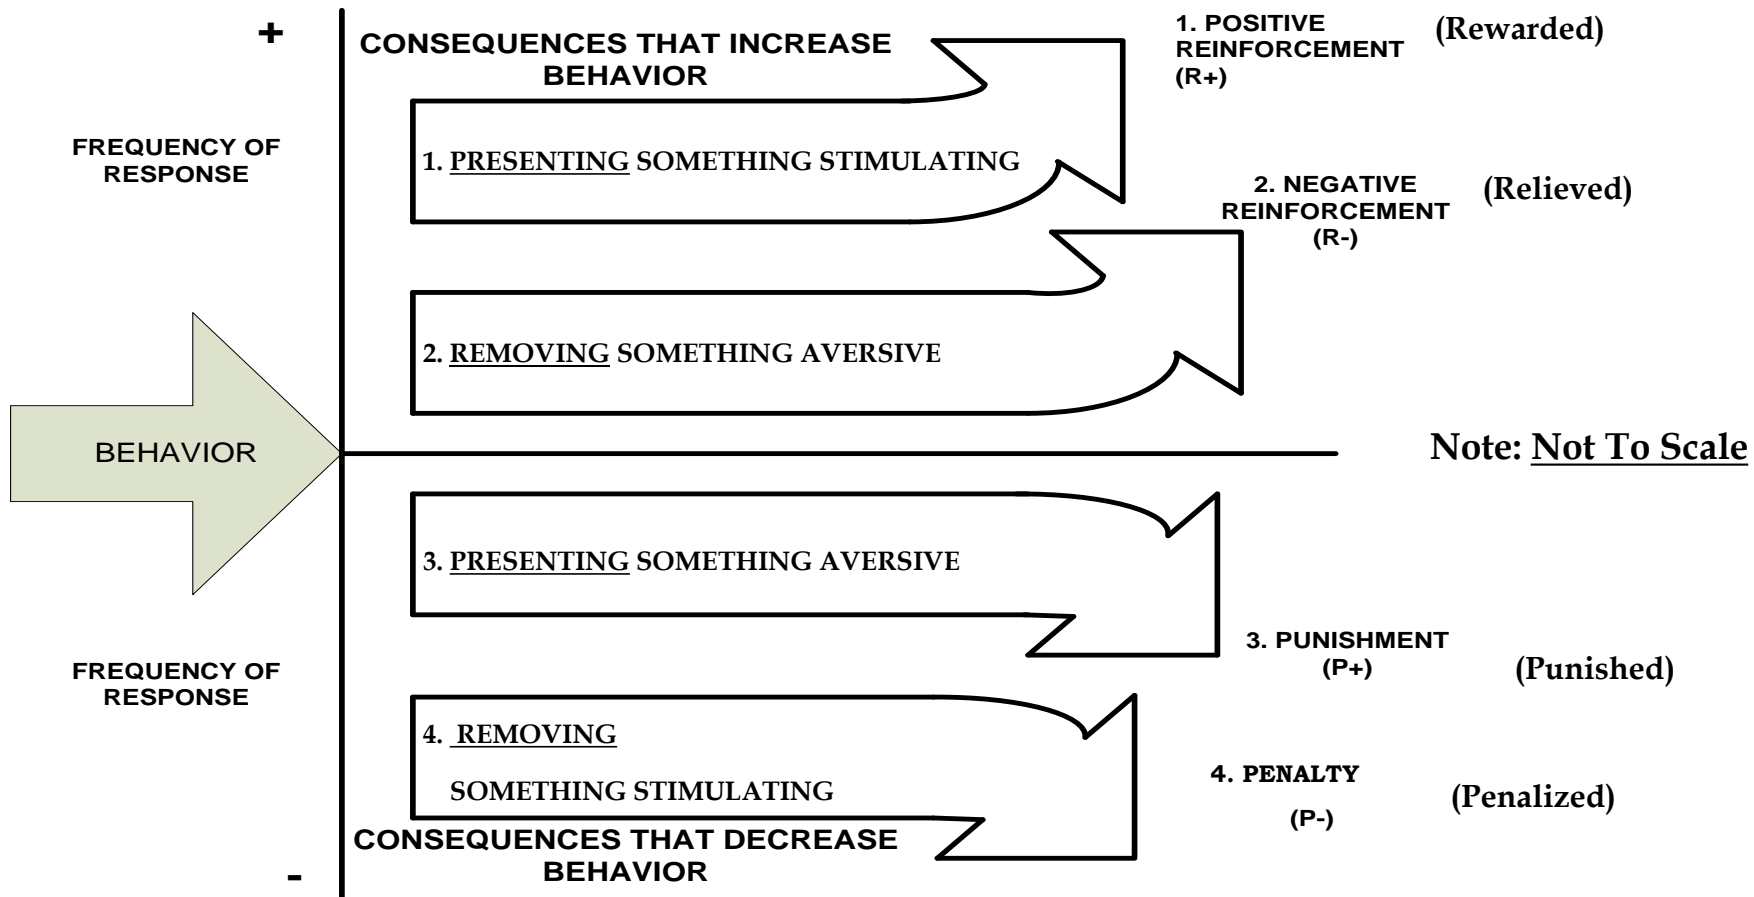 +
CONSEQUENCES THAT INCREASE
BEHAVIOR
1. POSITIVE
REINFORCEMENT
(R+)
(Rewarded)
FREQUENCY OF
RESPONSE
1. PRESENTING SOMETHING STIMULATING
2. NEGATIVE
REINFORCEMENT
(R-)
(Relieved)
2. REMOVING SOMETHING AVERSIVE
BEHAVIOR
Note: Not To Scale
3. PRESENTING SOMETHING AVERSIVE
3. PUNISHMENT
(P+)
(Punished)
FREQUENCY OF
RESPONSE
4. REMOVING
SOMETHING STIMULATING
4. PENALTY
(P-)
(Penalized)
CONSEQUENCES THAT DECREASE
BEHAVIOR
-